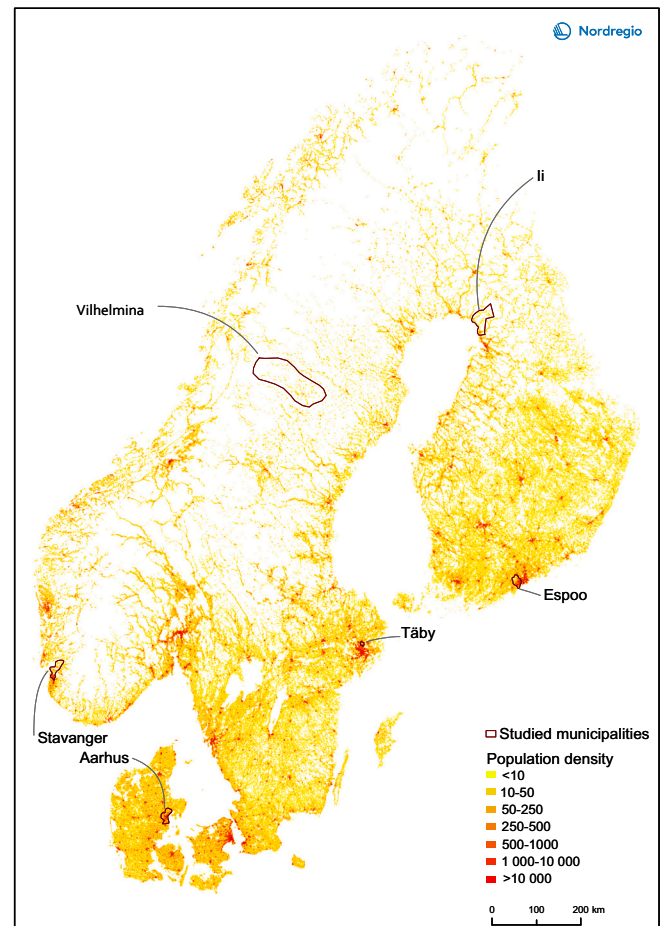 Nordregio
Ii
Vilhelmina
Espoo
Täby
Stavanger
Aarhus
Studied municipalities
Population density
<10
10-50
50-250
250-500
500-1000
1 000-10 000
>10 000
0 100 200 km